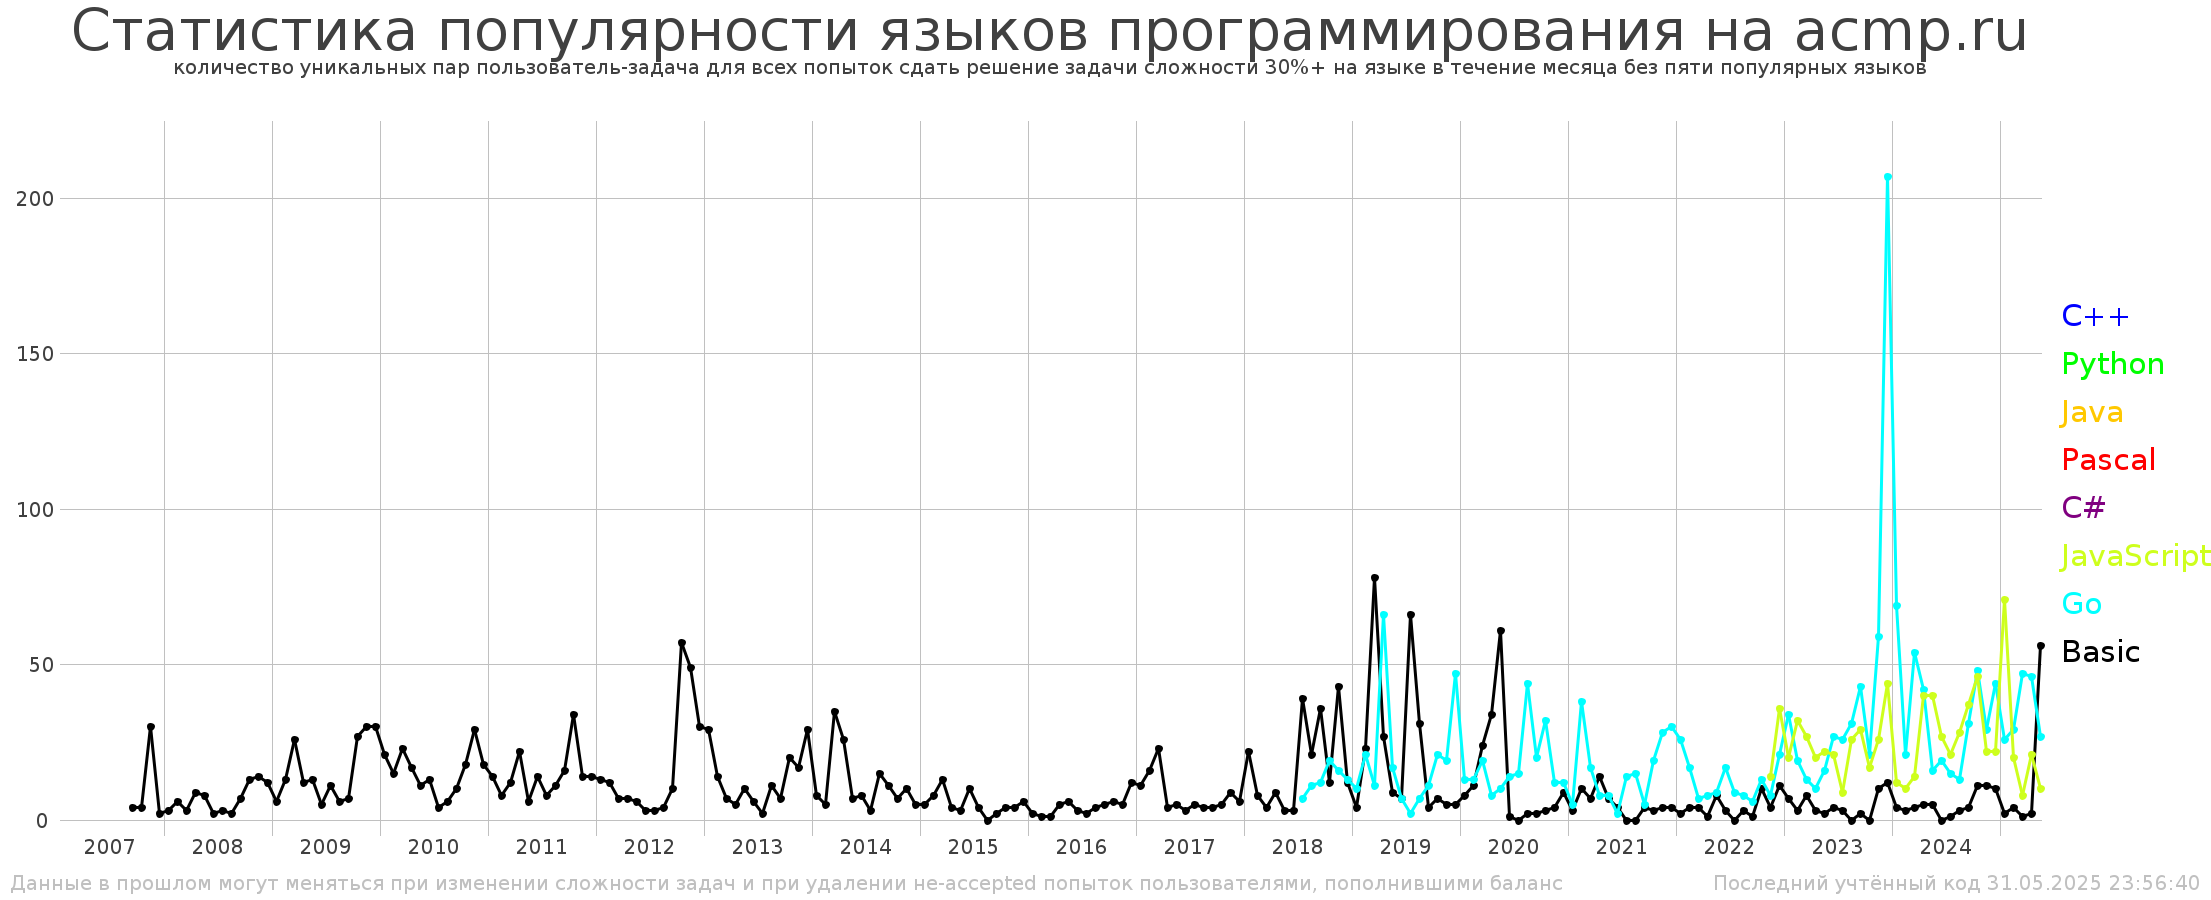 Статистика популярности языков программирования на acmp.ru
количество уникальных пар пользователь-задача для всех попыток сдать решение задачи сложности 30%+ на языке в течение месяца без пяти популярных языков
200
150
100
50
0
C++
Python
Java
Pascal
C#
JavaScript
Go
Basic
2007 2008 2009 2010 2011 2012 2013 2014 2015 2016 2017 2018 2019 2020 2021 2022 2023 2024
Данные в прошлом могут меняться при изменении сложности задач и при удалении не-accepted попыток пользователями, пополнившими баланс
Последний учтённый код 31.05.2025 23:56:40